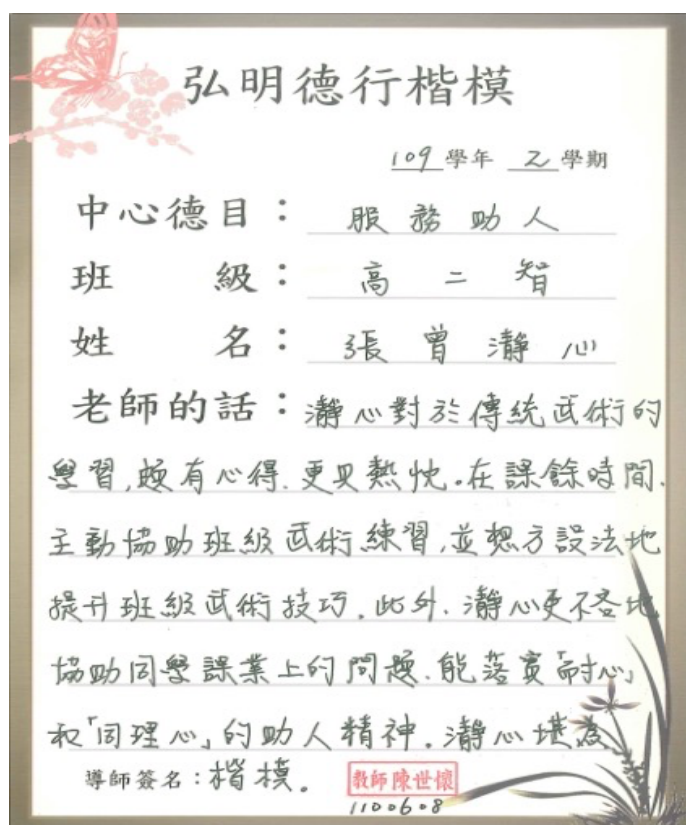 弘明德行楷模
109 學年 2 學期
中心德目：服務助人
班級：高二智
姓名：張曾瀞心
老師的話：瀞心對於傳統武術的
學習,頗有心得.更具熱忱。在課餘時間、
主動協助班級武術練習,並想方設法地
提升班級武術技巧.此外.瀞心更不吝地
協助同學課業上的問題.能落實「耐心」
和「同理心」的助人精神.瀞心堪為
導師簽名：楷模。 教師陳世懷
1100608